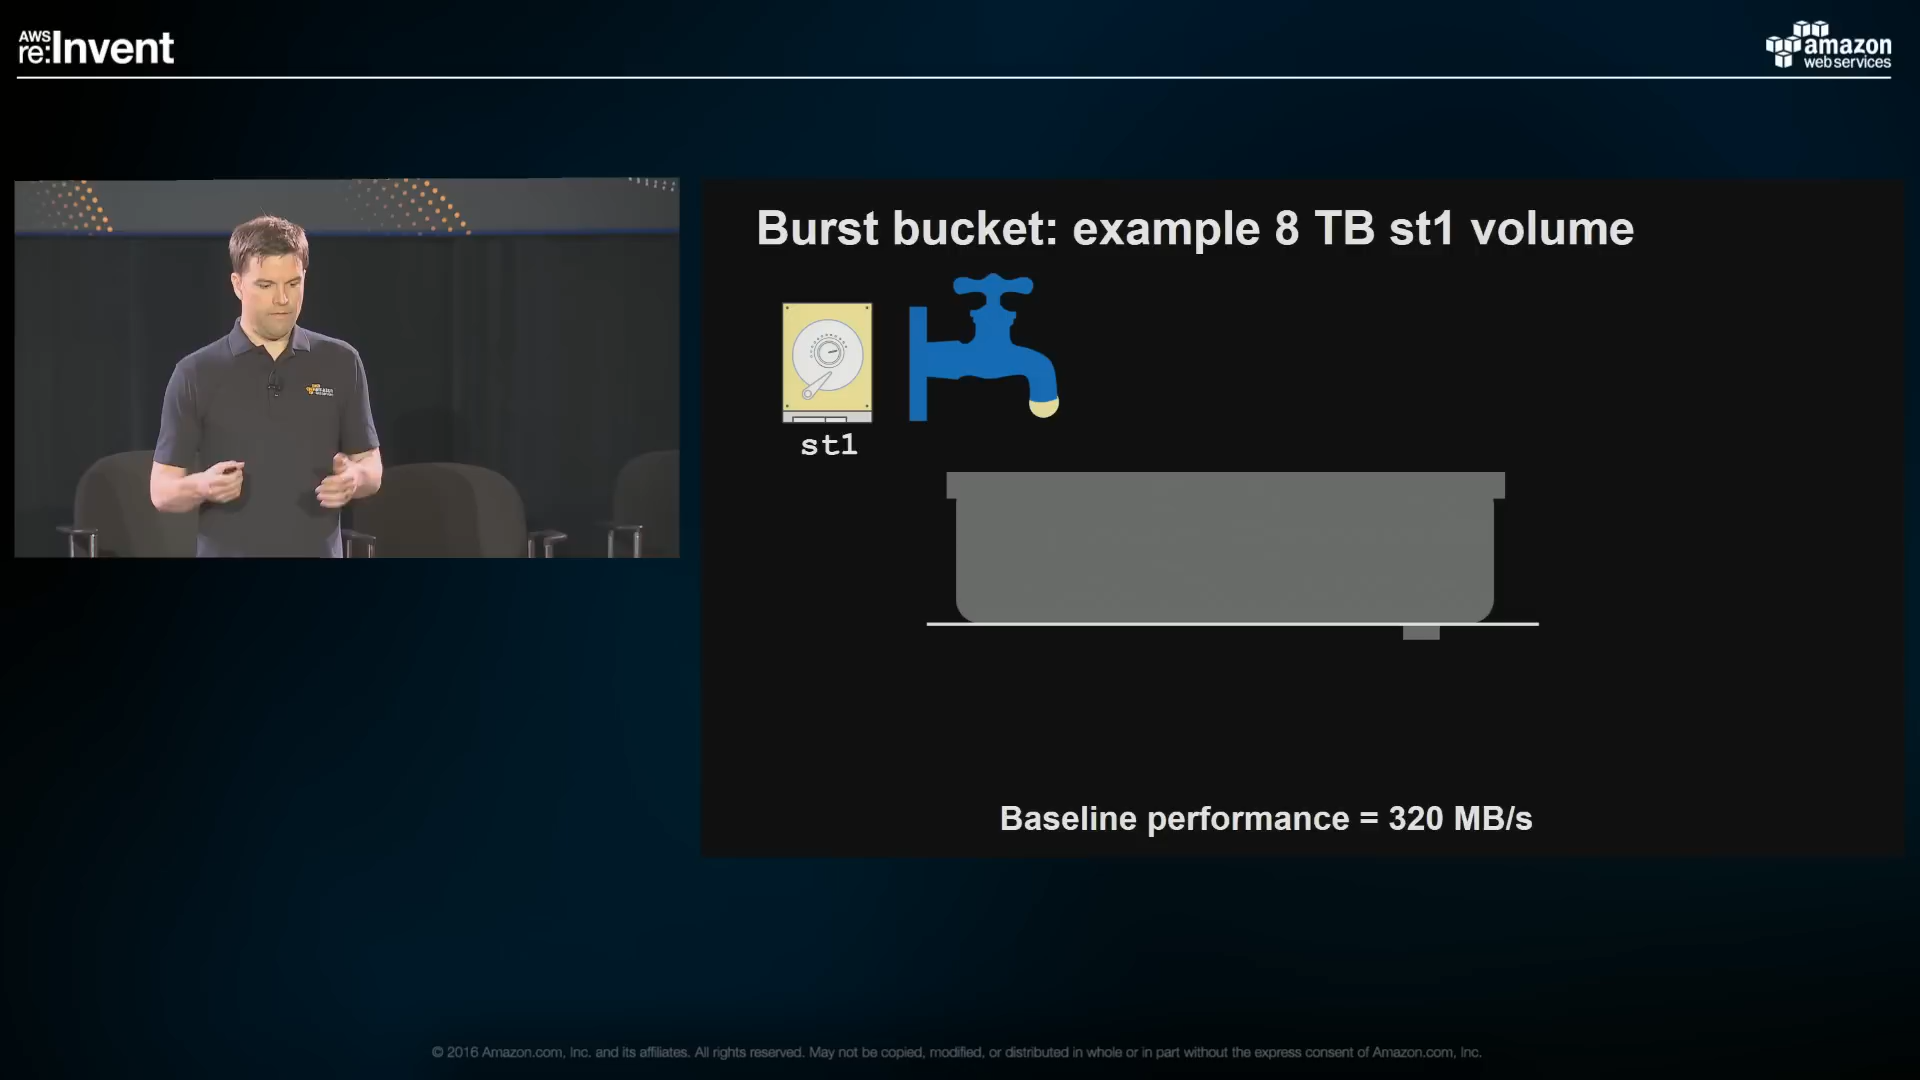 AWS
re:Invent
amazon
web services
Burst bucket: example 8 TB st1 volume
st1
Baseline performance = 320 MB/s
© 2016 Amazon.com, Inc. and its affiliates. All rights reserved. May not be copied, modified, or distributed in whole or in part without the express consent of Amazon.com, Inc.